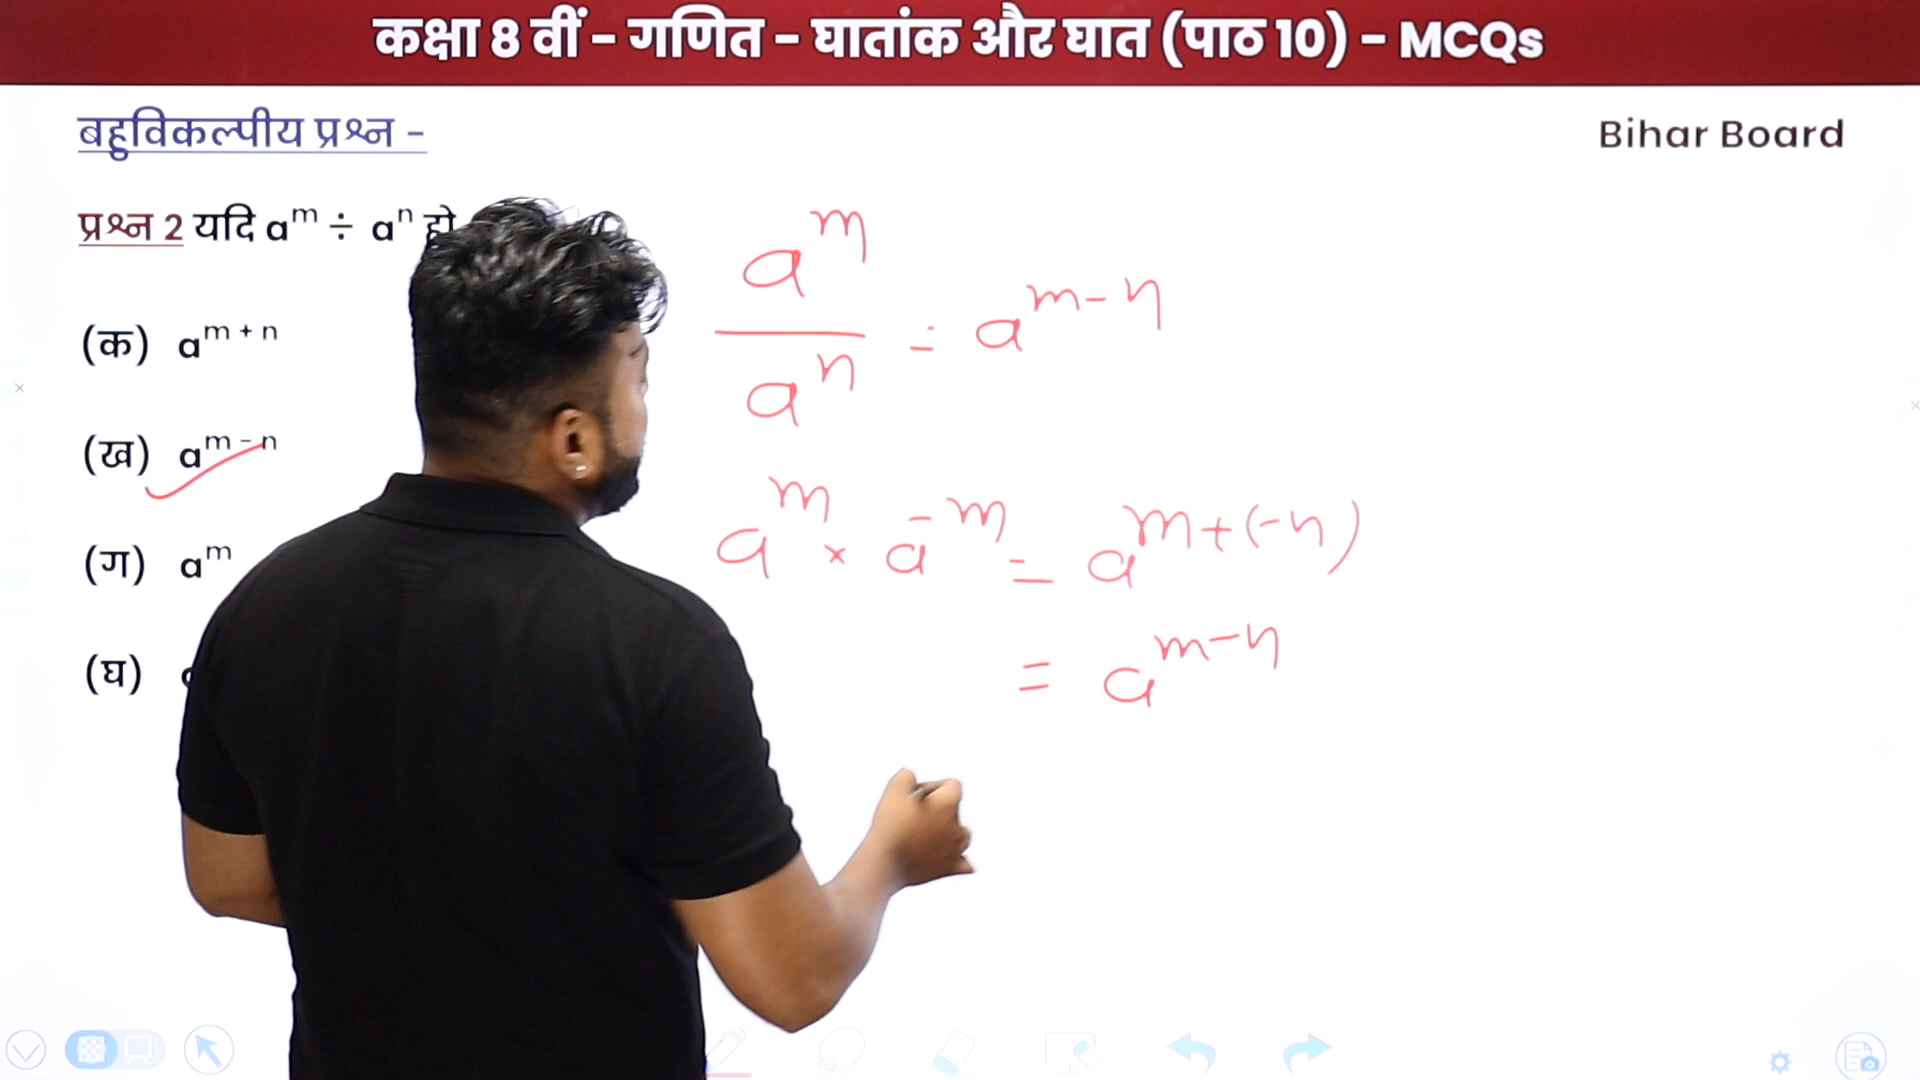 कक्षा 8 वीं - गणित - घातांक और घात (पाठ 10) - MCQs
बहुविकल्पीय प्रश्न -
Bihar Board
प्रश्न 2 यदि aᵐ ÷ aⁿ हो
(क) aᵐ⁺ⁿ
(ख) aᵐ⁻ⁿ
(ग) aᵐ
(घ)
aᵐ / aⁿ = aᵐ⁻ⁿ
aᵐ × a⁻ᵐ = aᵐ⁺⁽⁻ⁿ⁾
= aᵐ⁻ⁿ